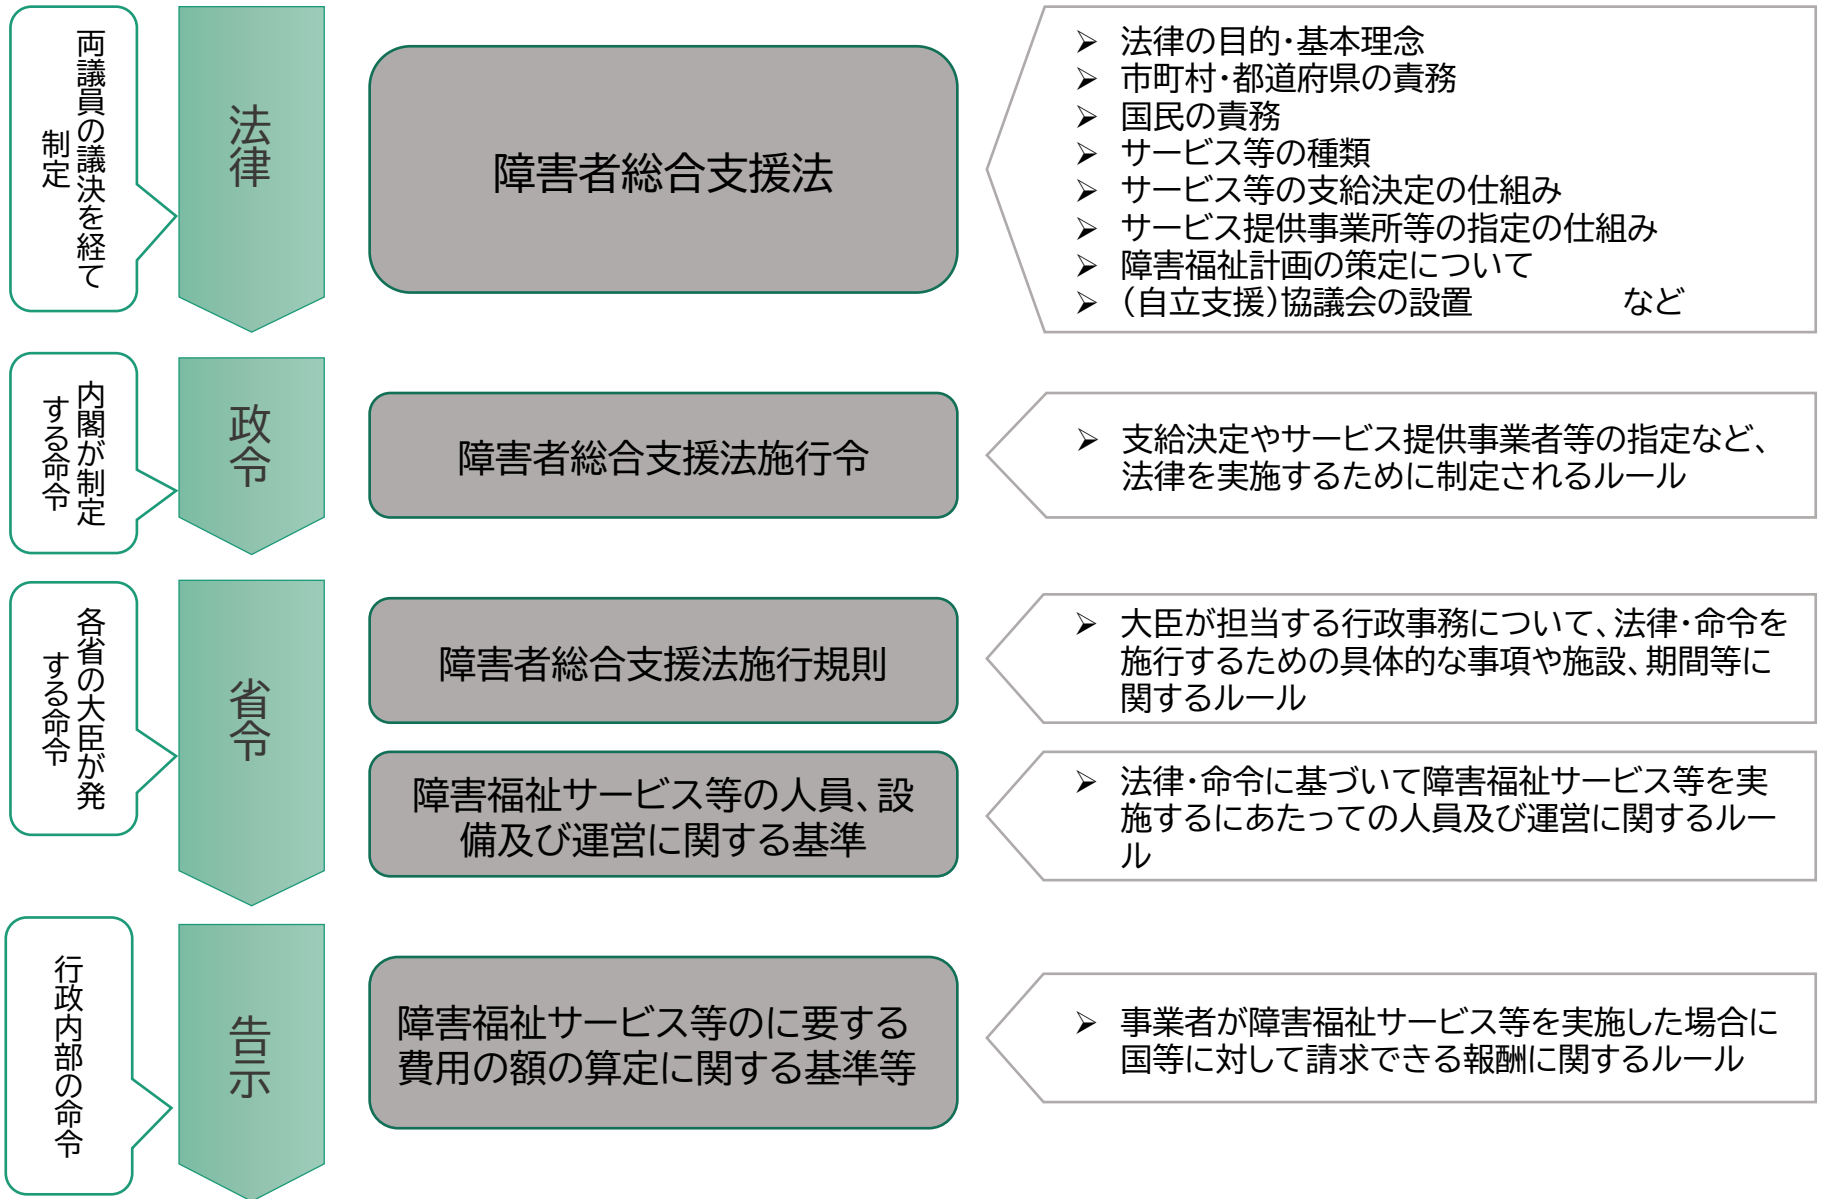 両議員の議決を経て
制定
法律
障害者総合支援法
➢ 法律の目的・基本理念
➢ 市町村・都道府県の責務
➢ 国民の責務
➢ サービス等の種類
➢ サービス等の支給決定の仕組み
➢ サービス提供事業所等の指定の仕組み
➢ 障害福祉計画の策定について
➢ （自立支援）協議会の設置　　　　など
内閣が制定
する命令
政令
障害者総合支援法施行令
➢ 支給決定やサービス提供事業者等の指定など、
法律を実施するために制定されるルール
各省の大臣が発
する命令
省令
障害者総合支援法施行規則
➢ 大臣が担当する行政事務について、法律・命令を
施行するための具体的な事項や施設、期間等に
関するルール
障害福祉サービス等の人員、設
備及び運営に関する基準
➢ 法律・命令に基づいて障害福祉サービス等を実
施するにあたっての人員及び運営に関するルー
ル
行政内部の命令
告示
障害福祉サービス等のに要する
費用の額の算定に関する基準等
➢ 事業者が障害福祉サービス等を実施した場合に
国等に対して請求できる報酬に関するルール